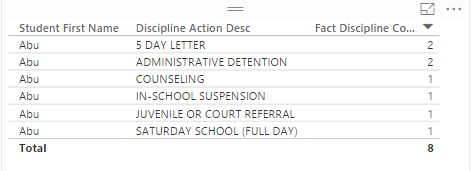 Student First Name Discipline Action Desc Fact Discipline Co...
Abu 5 DAY LETTER 2
Abu ADMINISTRATIVE DETENTION 2
Abu COUNSELING 1
Abu IN-SCHOOL SUSPENSION 1
Abu JUVENILE OR COURT REFERRAL 1
Abu SATURDAY SCHOOL (FULL DAY) 1
Total 8